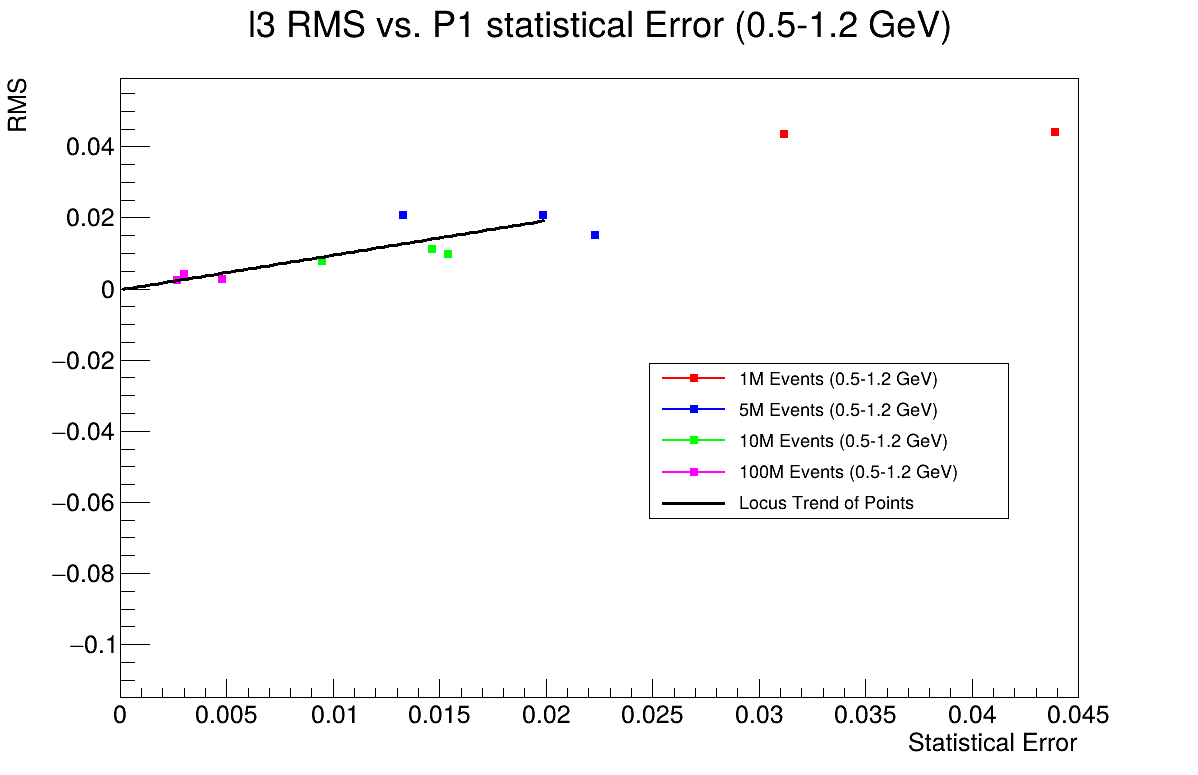 I3 RMS vs. P1 statistical Error (0.5-1.2 GeV)
RMS
0.04
0.02
0
−0.02
−0.04
−0.06
−0.08
−0.1
1M Events (0.5-1.2 GeV)
5M Events (0.5-1.2 GeV)
10M Events (0.5-1.2 GeV)
100M Events (0.5-1.2 GeV)
Locus Trend of Points
0 0.005 0.01 0.015 0.02 0.025 0.03 0.035 0.04 0.045
Statistical Error